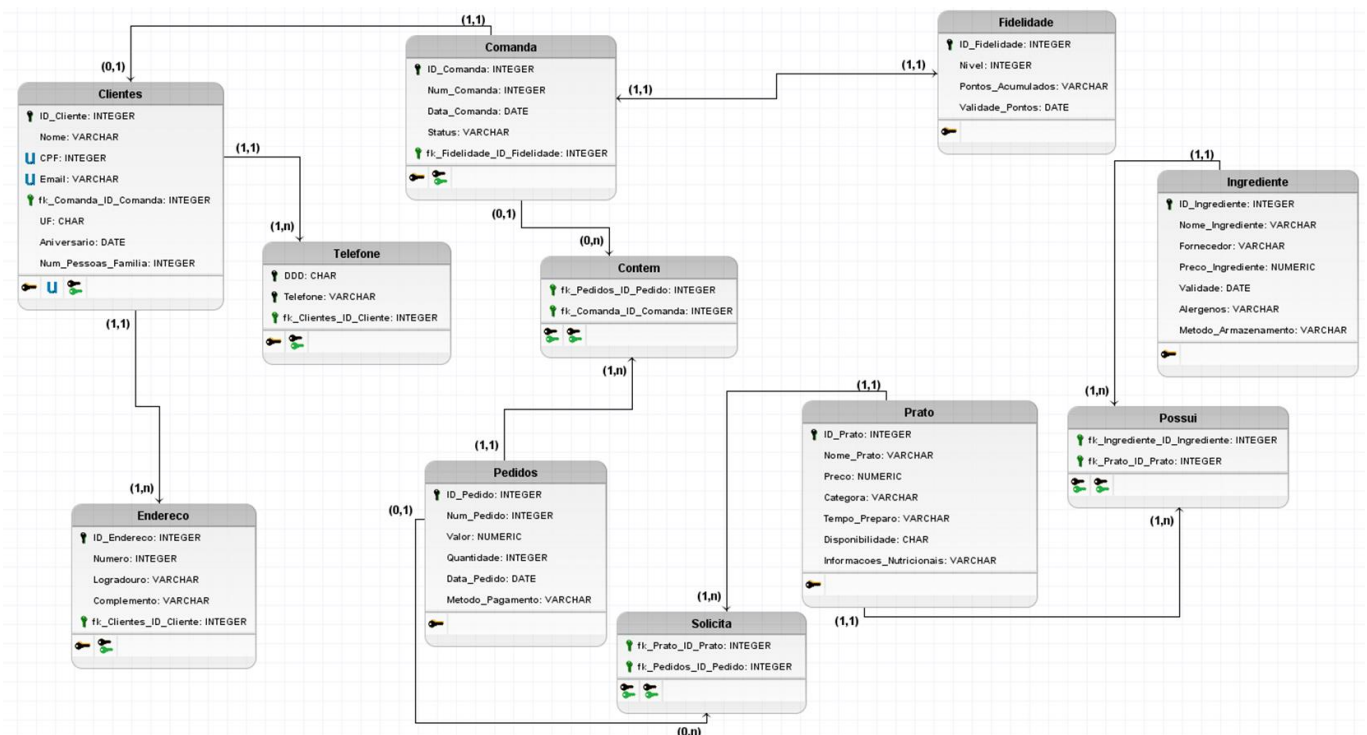 (1,1)
(0,1)
Clientes
ID_Cliente: INTEGER
Nome: VARCHAR
U CPF: INTEGER
U Email: VARCHAR
fk_Comanda_ID_Comanda: INTEGER
UF: CHAR
Aniversario: DATE
Num_Pessoas_Familia: INTEGER
U
(1,1)
(1,n)
Telefone
DDD: CHAR
Telefone: VARCHAR
fk_Clientes_ID_Cliente: INTEGER
(1,1)
(1,n)
Endereco
ID_Endereco: INTEGER
Numero: INTEGER
Logradouro: VARCHAR
Complemento: VARCHAR
fk_Clientes_ID_Cliente: INTEGER
Comanda
ID_Comanda: INTEGER
Num_Comanda: INTEGER
Data_Comanda: DATE
Status: VARCHAR
fk_Fidelidade_ID_Fidelidade: INTEGER
(1,1)
(1,1)
Fidelidade
ID_Fidelidade: INTEGER
Nivel: INTEGER
Pontos_Acumulados: VARCHAR
Validade_Pontos: DATE
(0,1)
(0,n)
Contem
fk_Pedidos_ID_Pedido: INTEGER
fk_Comanda_ID_Comanda: INTEGER
(1,n)
(1,1)
Pedidos
ID_Pedido: INTEGER
Num_Pedido: INTEGER
Valor: NUMERIC
Quantidade: INTEGER
Data_Pedido: DATE
Metodo_Pagamento: VARCHAR
(0,1)
(0,n)
Solicita
fk_Prato_ID_Prato: INTEGER
fk_Pedidos_ID_Pedido: INTEGER
(1,n)
(1,1)
Prato
ID_Prato: INTEGER
Nome_Prato: VARCHAR
Preco: NUMERIC
Categora: VARCHAR
Tempo_Preparo: VARCHAR
Disponibilidade: CHAR
Informacoes_Nutricionais: VARCHAR
(1,1)
(1,n)
Possui
fk_Ingrediente_ID_Ingrediente: INTEGER
fk_Prato_ID_Prato: INTEGER
(1,n)
(1,1)
Ingrediente
ID_Ingrediente: INTEGER
Nome_Ingrediente: VARCHAR
Fornecedor: VARCHAR
Preco_Ingrediente: NUMERIC
Validade: DATE
Alergenos: VARCHAR
Metodo_Armazenamento: VARCHAR